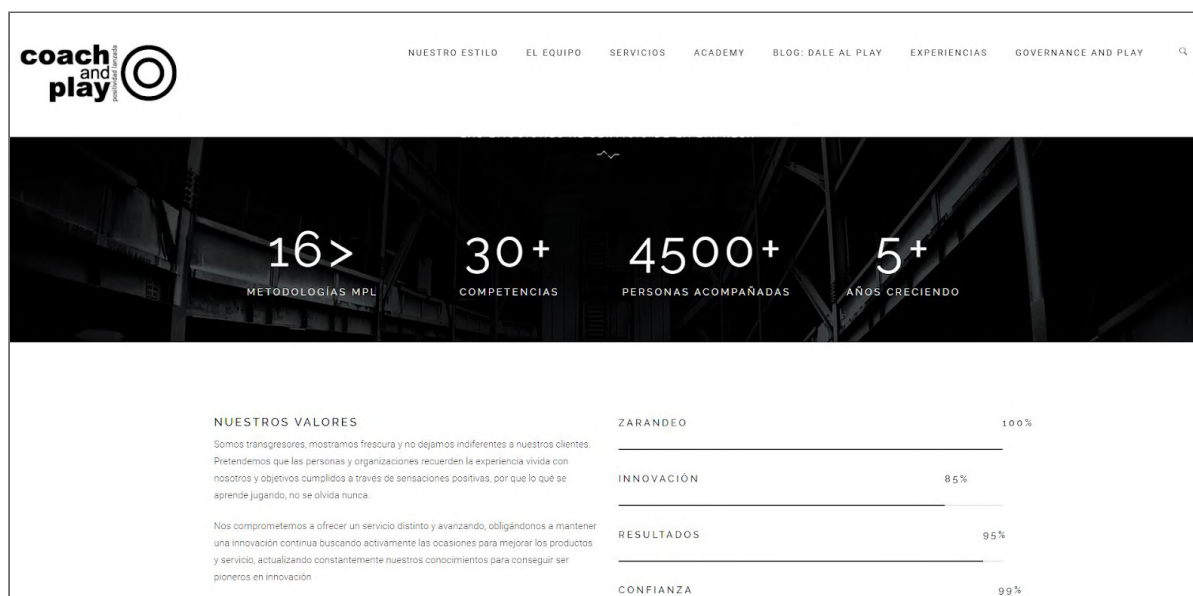 coach
and
play
positividad lanzada
NUESTRO ESTILO
EL EQUIPO
SERVICIOS
ACADEMY
BLOG: DALE AL PLAY
EXPERIENCIAS
GOVERNANCE AND PLAY
16>
METODOLOGÍAS MPL
30+
COMPETENCIAS
4500+
PERSONAS ACOMPAÑADAS
5+
AÑOS CRECIENDO
NUESTROS VALORES
Somos transgresores, mostramos frescura y no dejamos indiferentes a nuestros clientes.
Pretendemos que las personas y organizaciones recuerden la experiencia vivida con
nosotros y objetivos cumplidos a través de sensaciones positivas, por que lo qué se
aprende jugando, no se olvida nunca.
Nos comprometemos a ofrecer un servicio distinto y avanzando, obligándonos a mantener
una innovación continua buscando activamente las ocasiones para mejorar los productos
y servicio, actualizando constantemente nuestros conocimientos para conseguir ser
pioneros en innovación
ZARANDEO 100%
INNOVACIÓN 85%
RESULTADOS 95%
CONFIANZA 99%